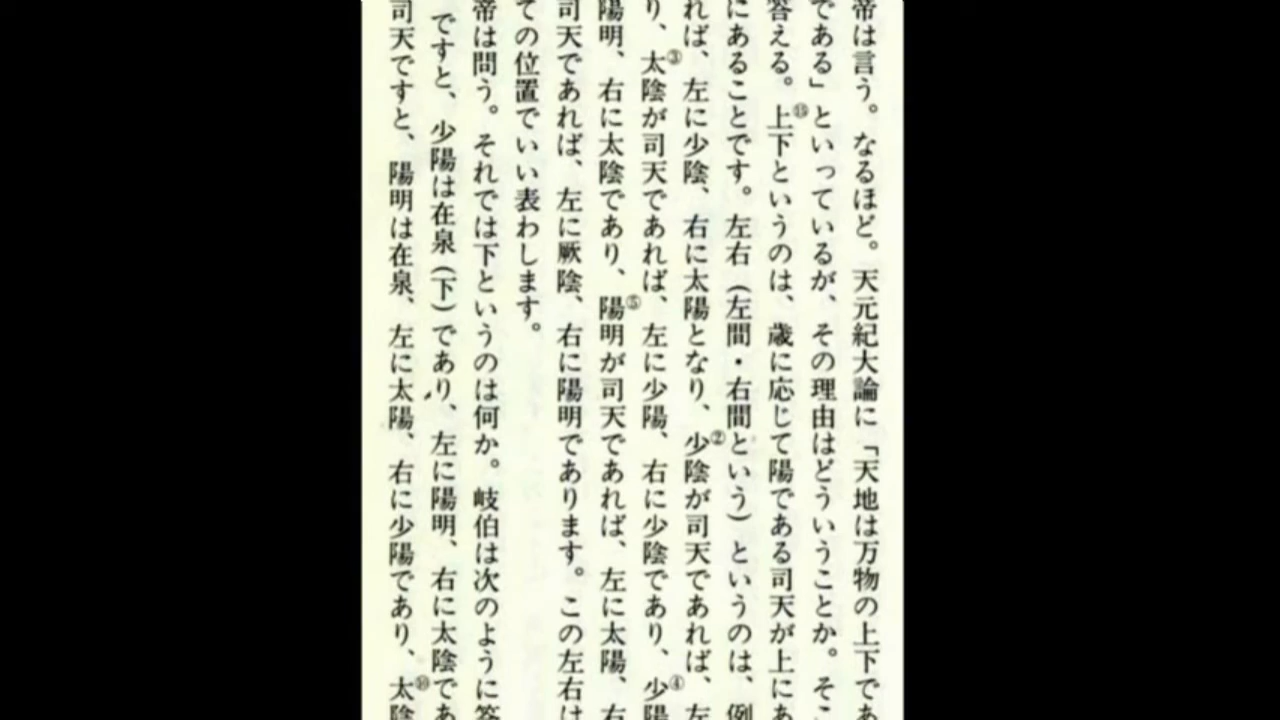 帝は言う。なるほど。天元紀大論に「天地は万物の上下であ
である」といっているが、その理由はどういうことか。そこ
答える。上⑬下というのは、歳に応じて陽である司天が上にあ
にあることです。左右（左間・右間という）というのは、例
れば、左に少陰、右に太陽となり、少②陰が司天であれば、左
り、太③陰が司天であれば、左に少陽、右に少陰であり、少④陽
陽明、右に太陰であり、陽⑤明が司天であれば、左に太陽、右
司天であれば、左に厥陰、右に陽明であります。この左右は
ての位置でいい表わします。
帝は問う。それでは下というのは何か。岐伯は次のように答
ですと、少陽は在泉（下）であり、左に陽明、右に太陰であ
司天ですと、陽明は在泉、左に太陽、右に少陽であり、太⑩陰